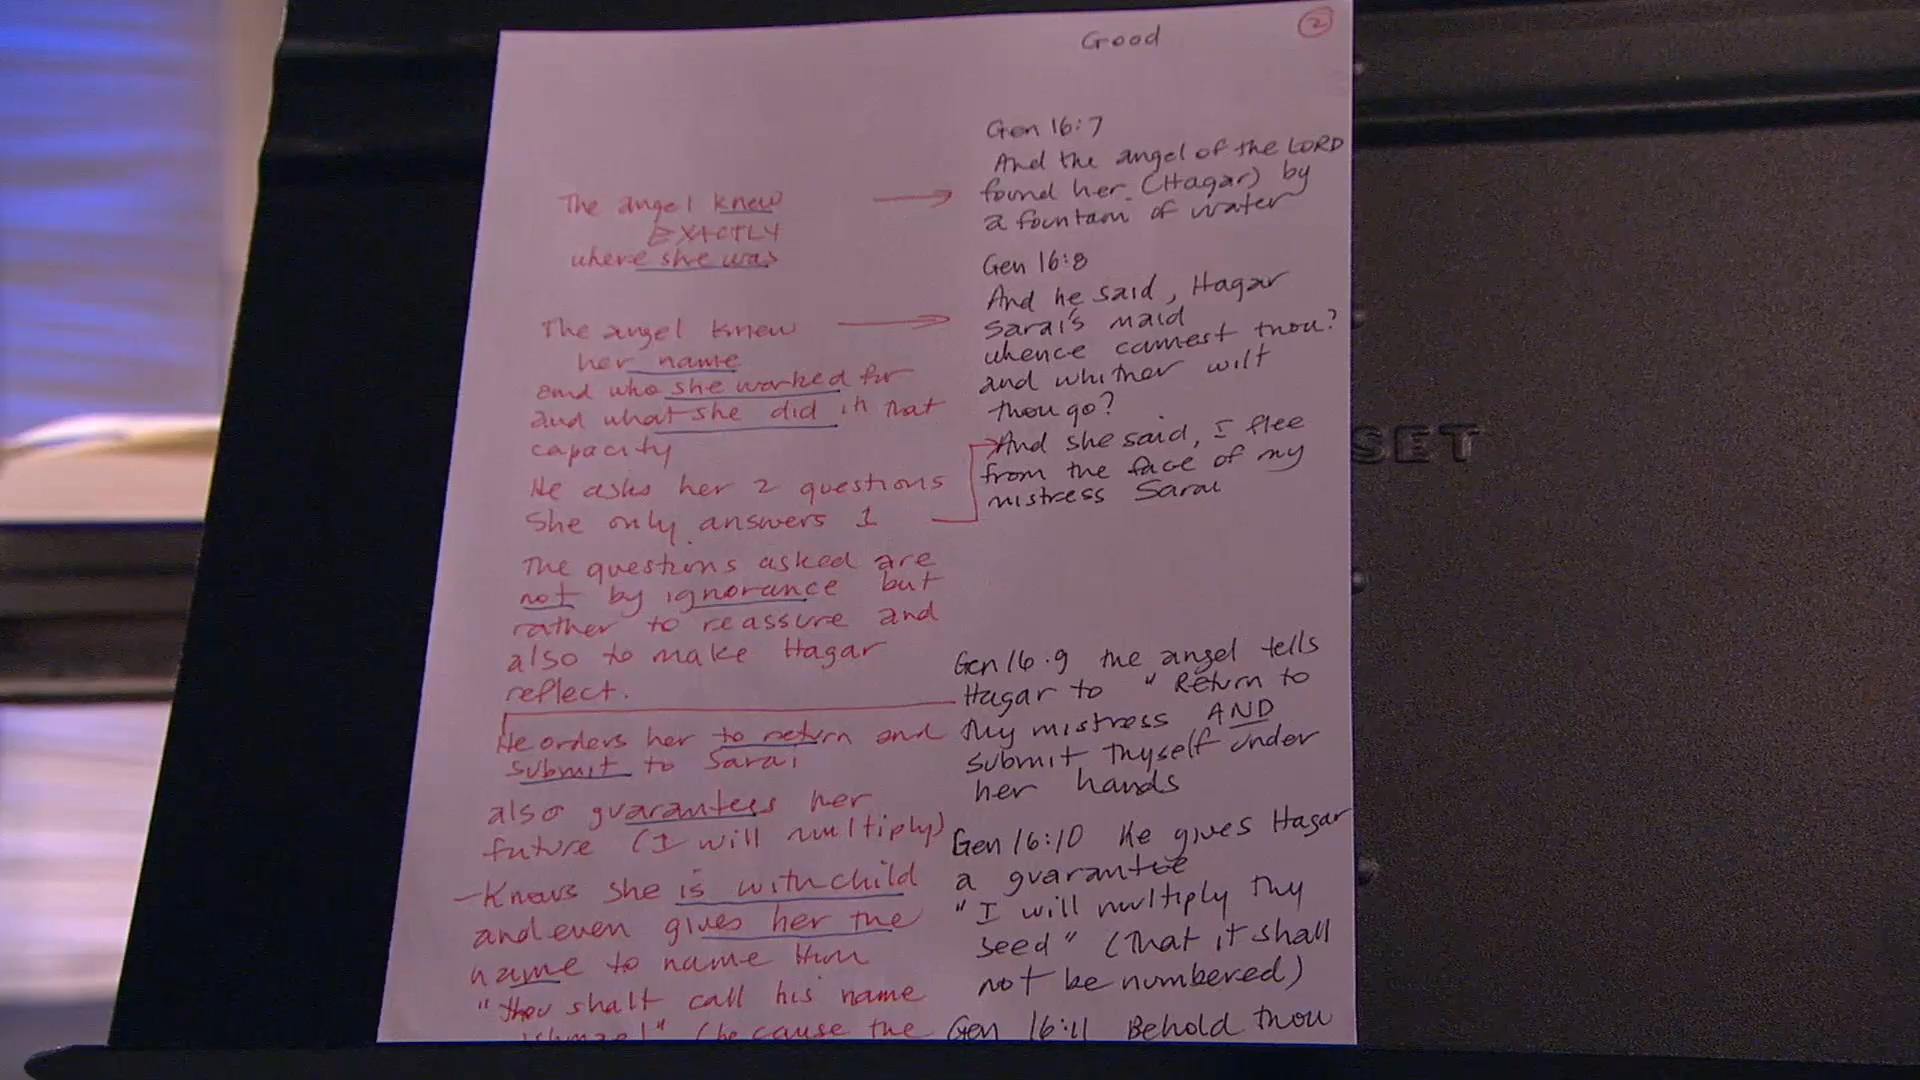 Good
2
Gen 16:7
And the angel of the LORD
found her (Hagar) by
a fountain of water
The angel knew
EXACTLY
where she was
Gen 16:8
And he said, Hagar
Sarai's maid
whence camest thou?
and whither wilt
thou go?
And she said, I flee
from the face of my
mistress Sarai
The angel knew
her name
and who she worked for
and what she did in that
capacity
He asks her 2 questions
She only answers 1
The questions asked are
not by ignorance but
rather to reassure and
also to make Hagar
reflect.
Gen 16:9 the angel tells
Hagar to "Return to
thy mistress AND
submit thyself under
her hands
He orders her to return and
submit to Sarai
also guarantees her
future (I will multiply)
Gen 16:10 He gives Hagar
a guarantee
"I will multiply thy
seed" (that it shall
not be numbered)
-Knows she is with child
and even gives her the
name to name him
"thou shalt call his name
Ishmael" (because the
Gen 16:11 Behold thou
SET